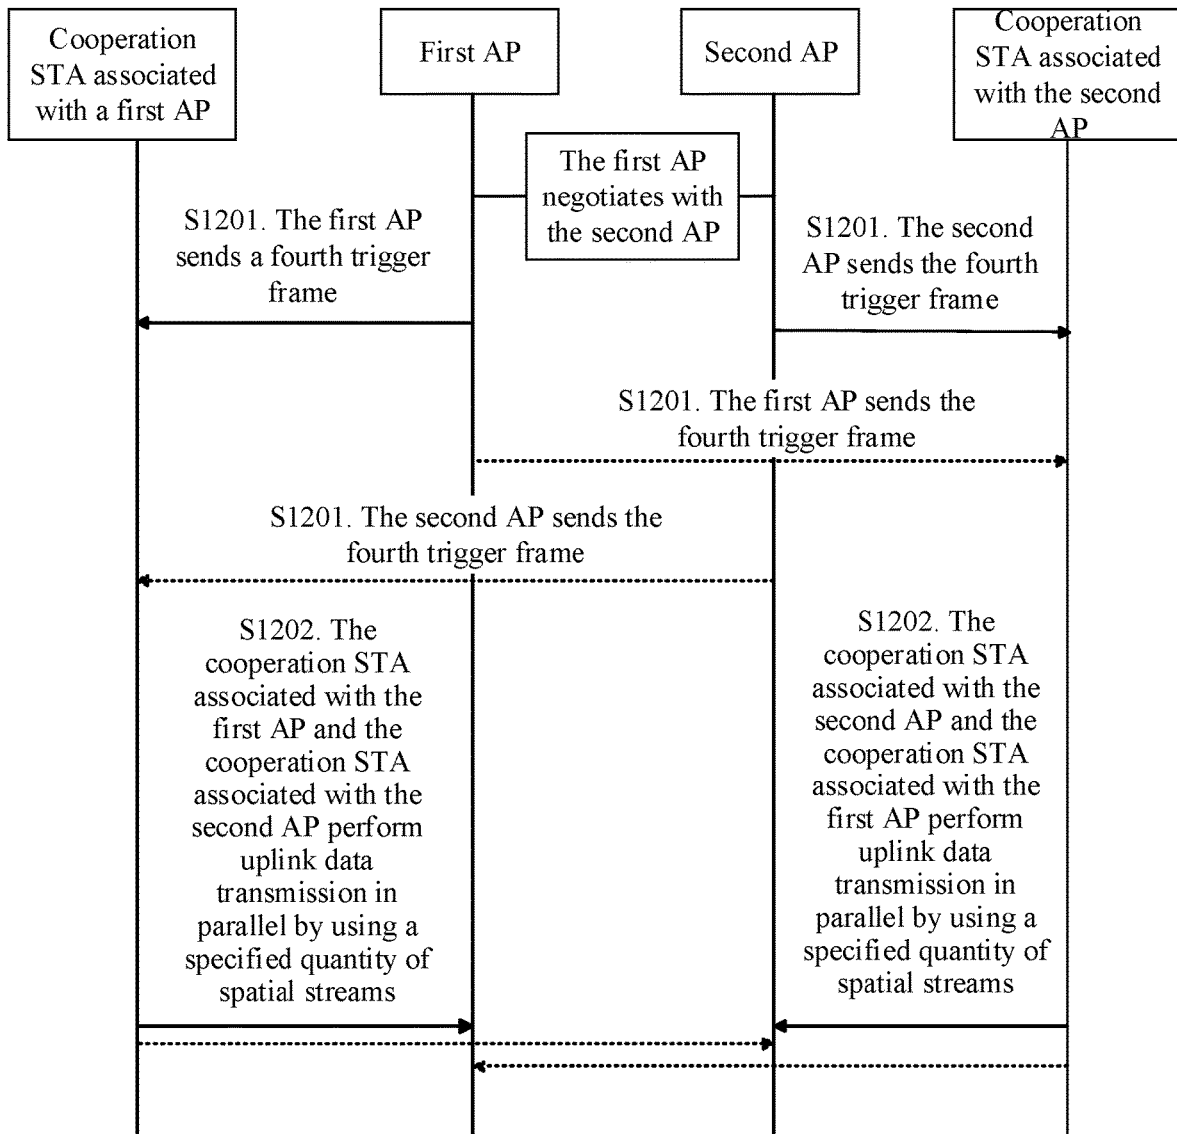 Cooperation
STA associated
with a first AP
First AP
Second AP
Cooperation
STA associated
with the second
AP
The first AP
negotiates with
the second AP
S1201. The first AP
sends a fourth trigger
frame
S1201. The second
AP sends the fourth
trigger frame
S1201. The first AP sends the
fourth trigger frame
S1201. The second AP sends the
fourth trigger frame
S1202. The
cooperation STA
associated with the
first AP and the
cooperation STA
associated with the
second AP perform
uplink data
transmission in
parallel by using a
specified quantity of
spatial streams
S1202. The
cooperation STA
associated with the
second AP and the
cooperation STA
associated with the
first AP perform
uplink data
transmission in
parallel by using a
specified quantity of
spatial streams